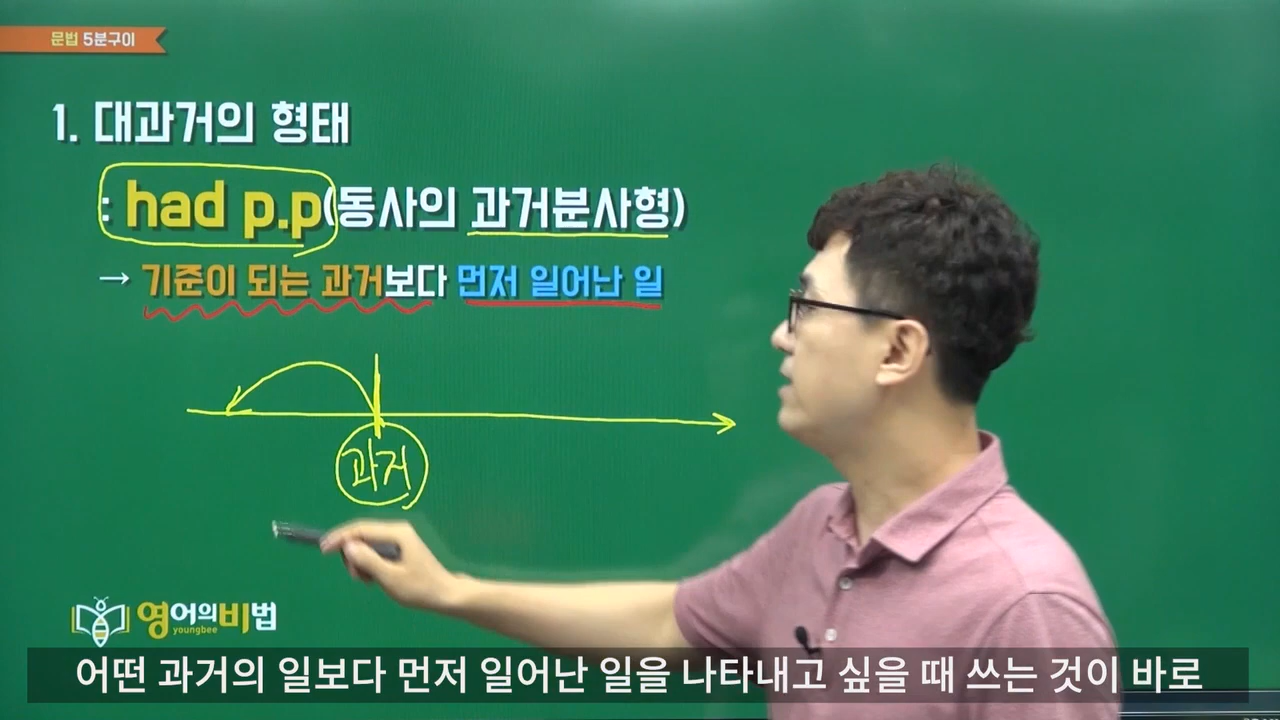 문법 5분구이
1. 대과거의 형태
: had p.p(동사의 과거분사형)
→ 기준이 되는 과거보다 먼저 일어난 일
과거
영어의비법
youngbee
어떤 과거의 일보다 먼저 일어난 일을 나타내고 싶을 때 쓰는 것이 바로